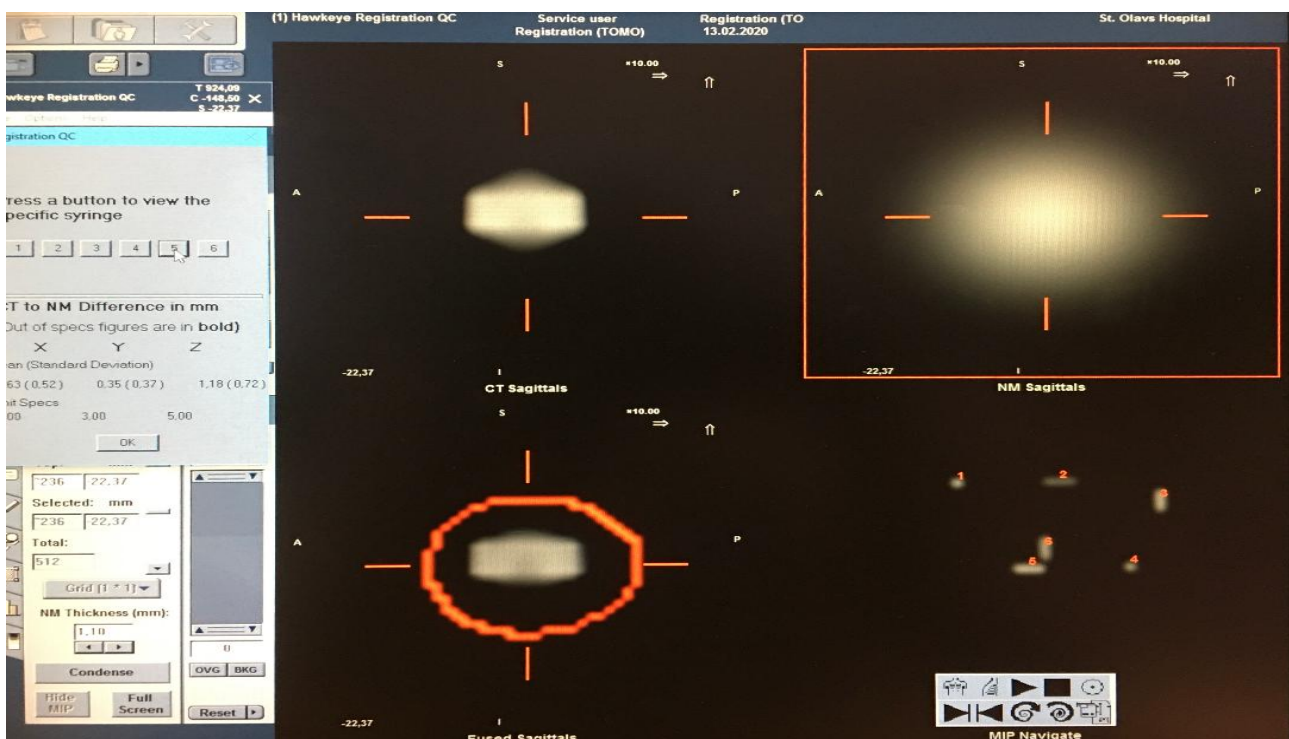 (1) Hawkeye Registration QC
Service user
Registration (TOMO)
Registration (TO
13.02.2020
St. Olavs Hospital
wkeye Registration QC
T 924,09
C -148,50
S -22,37
Options Help
gistration QC
ress a button to view the
pecific syringe
1 2 3 4 5 6
CT to NM Difference in mm
Out of specs figures are in bold)
X Y Z
an (Standard Deviation)
63 ( 0.52 ) 0.35 ( 0.37 ) 1,18 ( 0.72 )
it Specs
00 3.00 5.00
OK
236 22,37
Selected: mm
236 22,37
Total:
512
Grid [1 * 1]
NM Thickness (mm):
1,10
0
Condense
OVG BKG
Hide
MIP
Full
Screen
Reset
S
×10.00
A
P
-22,37
I
CT Sagittals
S
×10.00
A
P
-22,37
I
NM Sagittals
S
×10.00
A
P
-22,37
I
Fused Sagittals
1
2
3
5
4
MIP Navigate